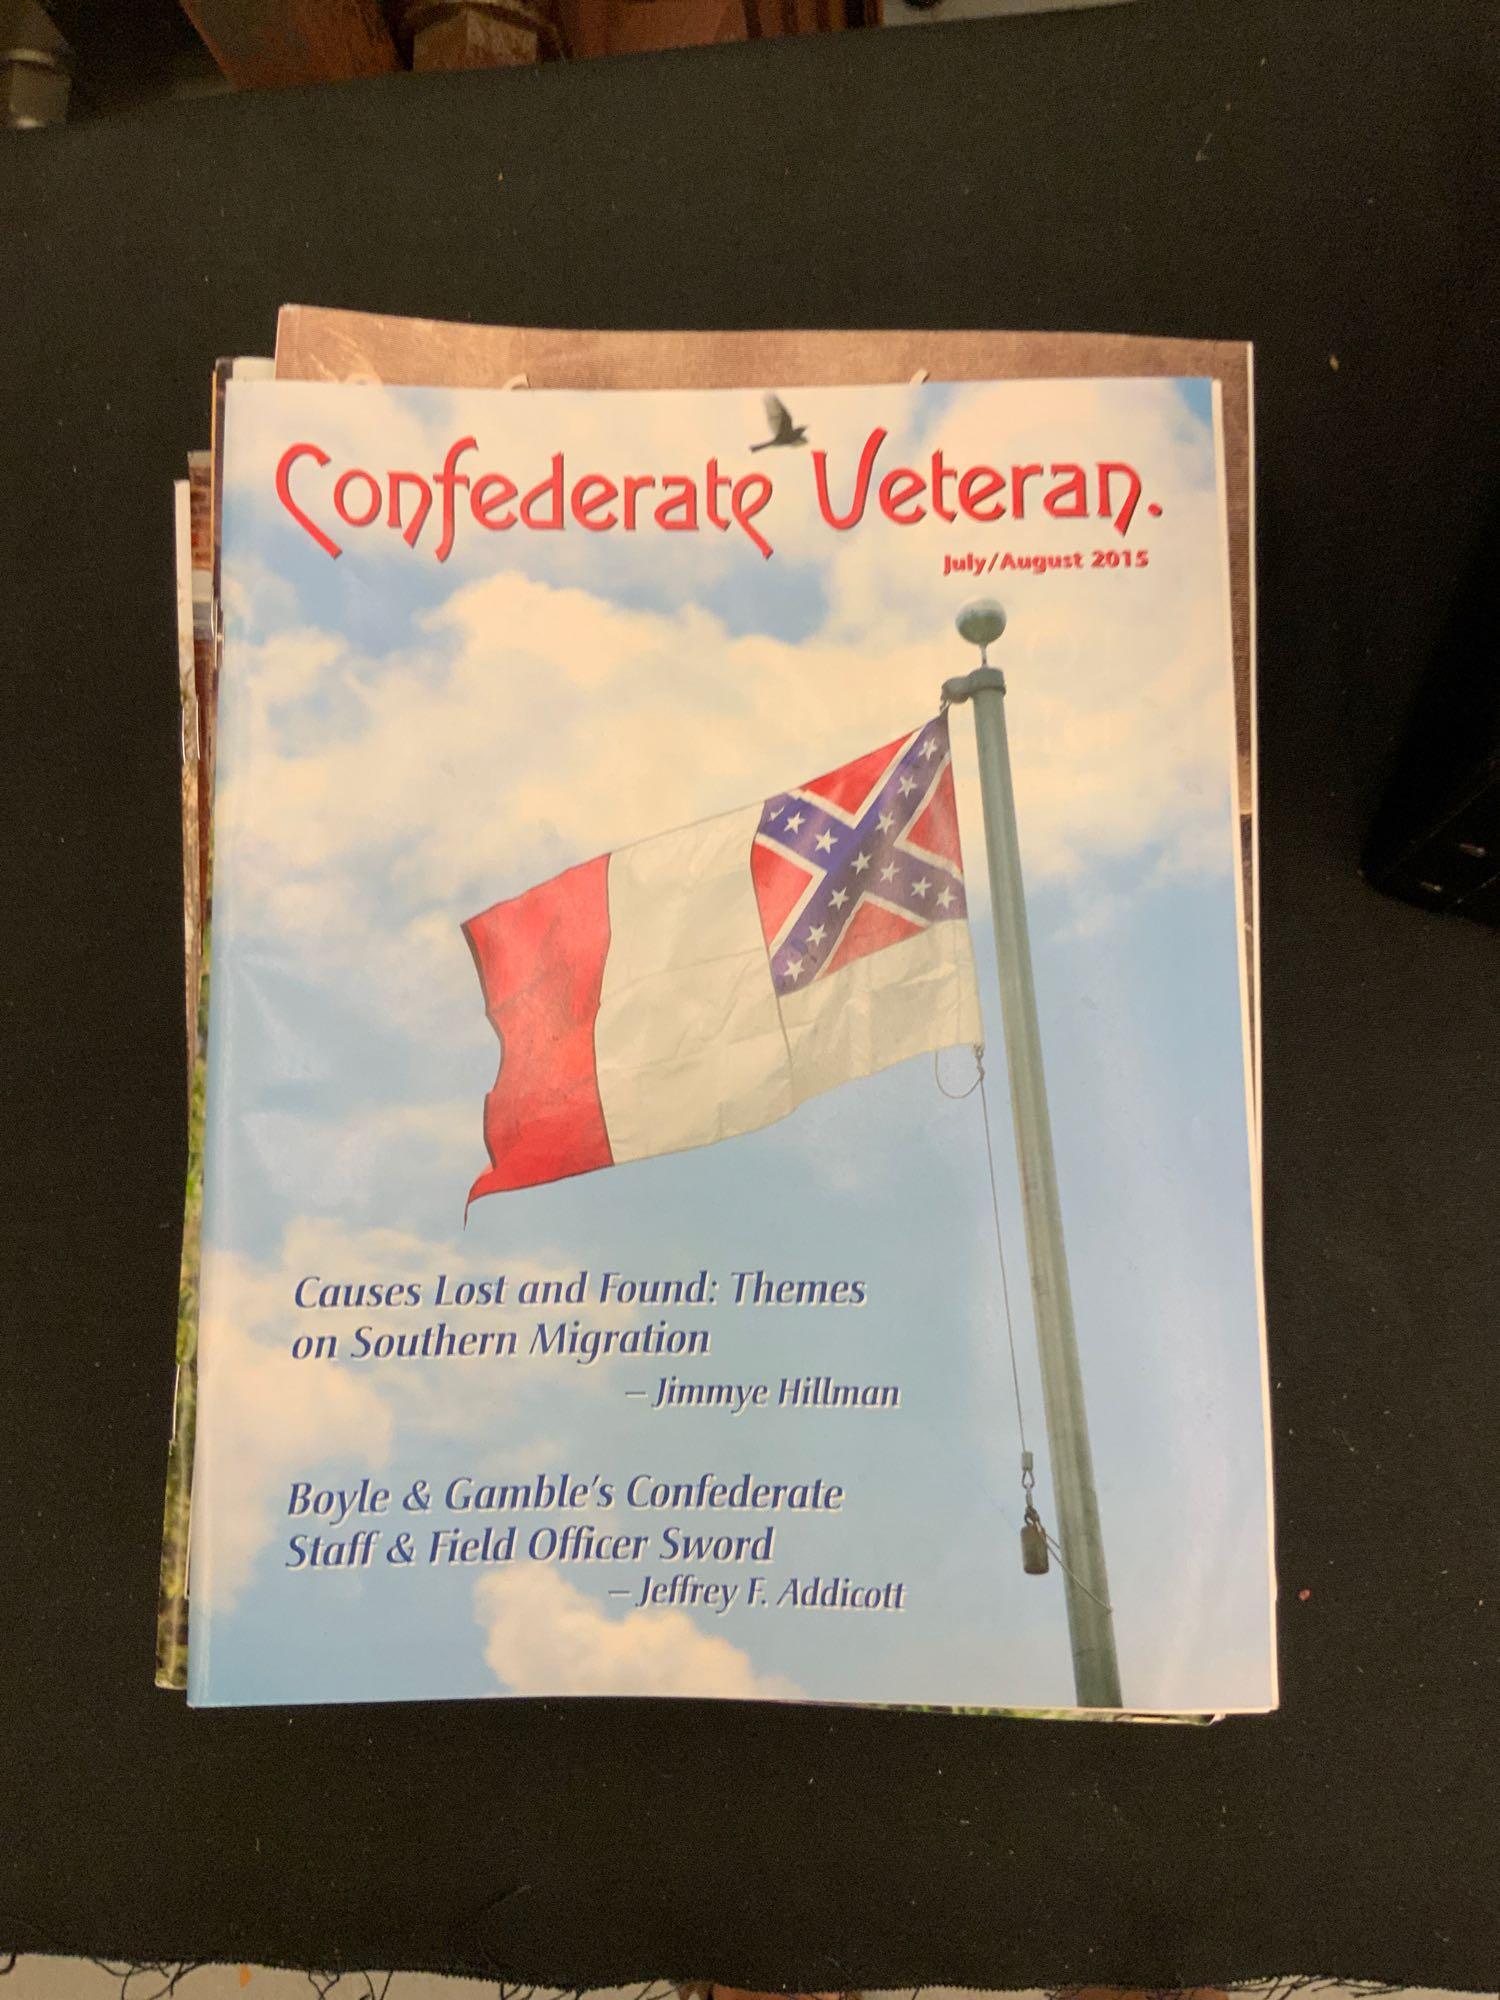 Confederate Veteran.
July/August 2015
Causes Lost and Found: Themes
on Southern Migration
– Jimmye Hillman
Boyle & Gamble's Confederate
Staff & Field Officer Sword
– Jeffrey F. Addicott